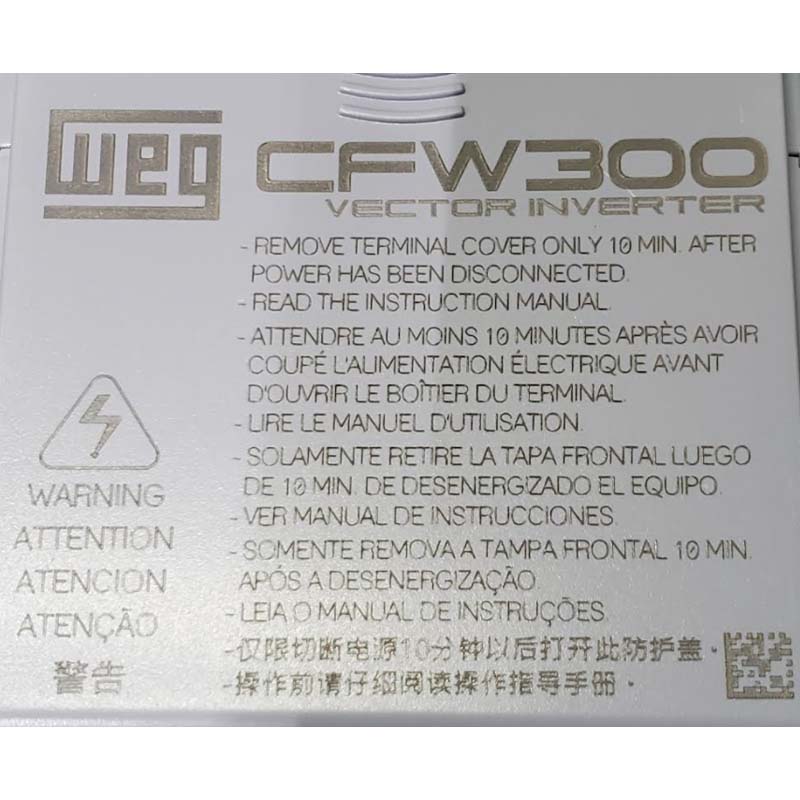 weg CFW300
VECTOR INVERTER
- REMOVE TERMINAL COVER ONLY 10 MIN. AFTER
POWER HAS BEEN DISCONNECTED.
- READ THE INSTRUCTION MANUAL.
- ATTENDRE AU MOINS 10 MINUTES APRÈS AVOIR
COUPÉ L'ALIMENTATION ÉLECTRIQUE AVANT
D'OUVRIR LE BOÎTIER DU TERMINAL.
- LIRE LE MANUEL D'UTILISATION.
- SOLAMENTE RETIRE LA TAPA FRONTAL LUEGO
DE 10 MIN. DE DESENERGIZADO EL EQUIPO.
- VER MANUAL DE INSTRUCCIONES.
- SOMENTE REMOVA A TAMPA FRONTAL 10 MIN.
APÓS A DESENERGIZAÇÃO.
- LEIA O MANUAL DE INSTRUÇÕES.
-仅限切断电源10分钟以后打开此防护盖·
-操作前请仔细阅读操作指导手册·
WARNING
ATTENTION
ATENCION
ATENÇÃO
警告